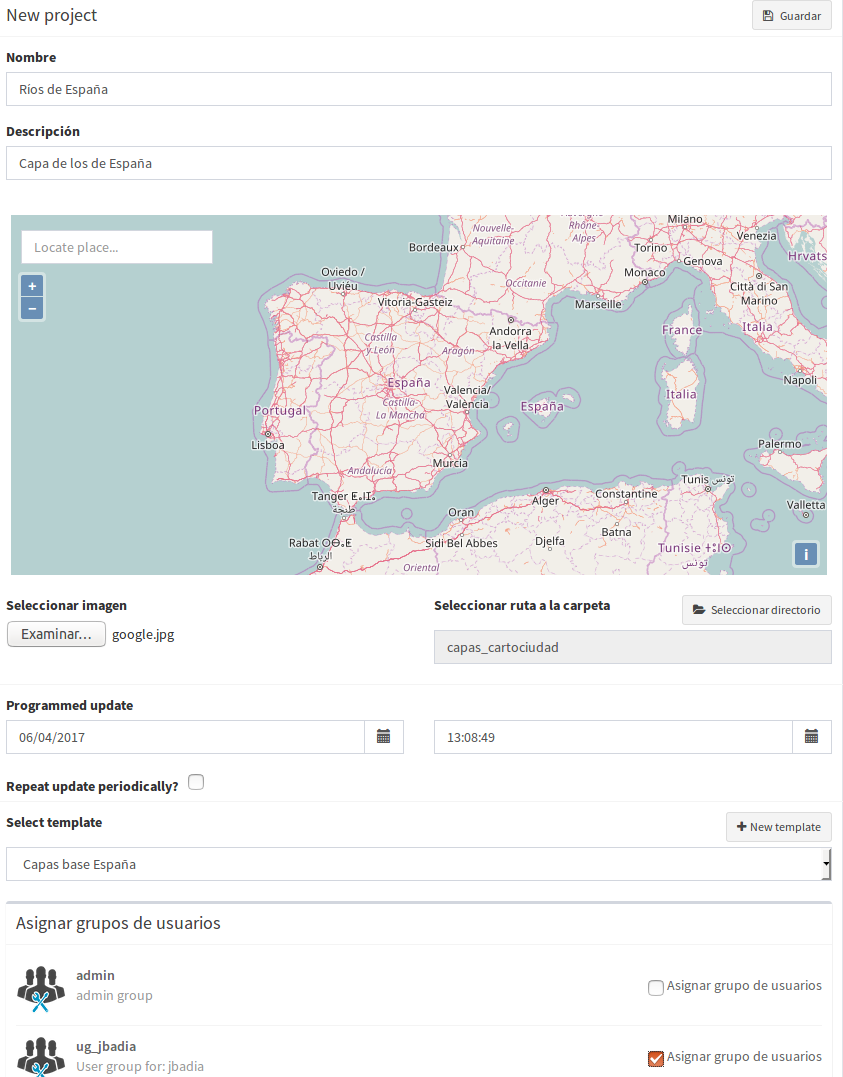 New project
Guardar
Nombre
Ríos de España
Descripción
Capa de los de España
Locate place...
+
−
Milano
Nouvelle-
Aquitaine
Rhône-
Alpes
Venezia
Bordeaux
Torino
Genova
Hrvats
Oviedo /
Uviéu
Monaco
Occitanie
Città di San
Marino
Vitoria-Gasteiz
Marseille
Andorra
la Vella
France
Italia
Castilla
y León
Aragón
España
Valencia/
València
Napoli
Italia
Castilla-
La Mancha
España
Portugal
Lisboa
Palermo
Murcia
Andalucía
Tunis تونس
Tanger ⵟⴰⵏⵊⴰ
طنجة
Constantine
Alger
Valletta
Oran
Batna
Rabat ⵔⴱⴰⵟ
الرباط
Sidi Bel Abbes
Djelfa
Tunisie
تونس
Oriental
i
Seleccionar imagen
Seleccionar ruta a la carpeta
Seleccionar directorio
Examinar...
google.jpg
capas_cartociudad
Programmed update
06/04/2017
13:08:49
Repeat update periodically?
Select template
New template
Capas base España
Asignar grupos de usuarios
admin
admin group
Asignar grupo de usuarios
ug_jbadia
User group for: jbadia
Asignar grupo de usuarios